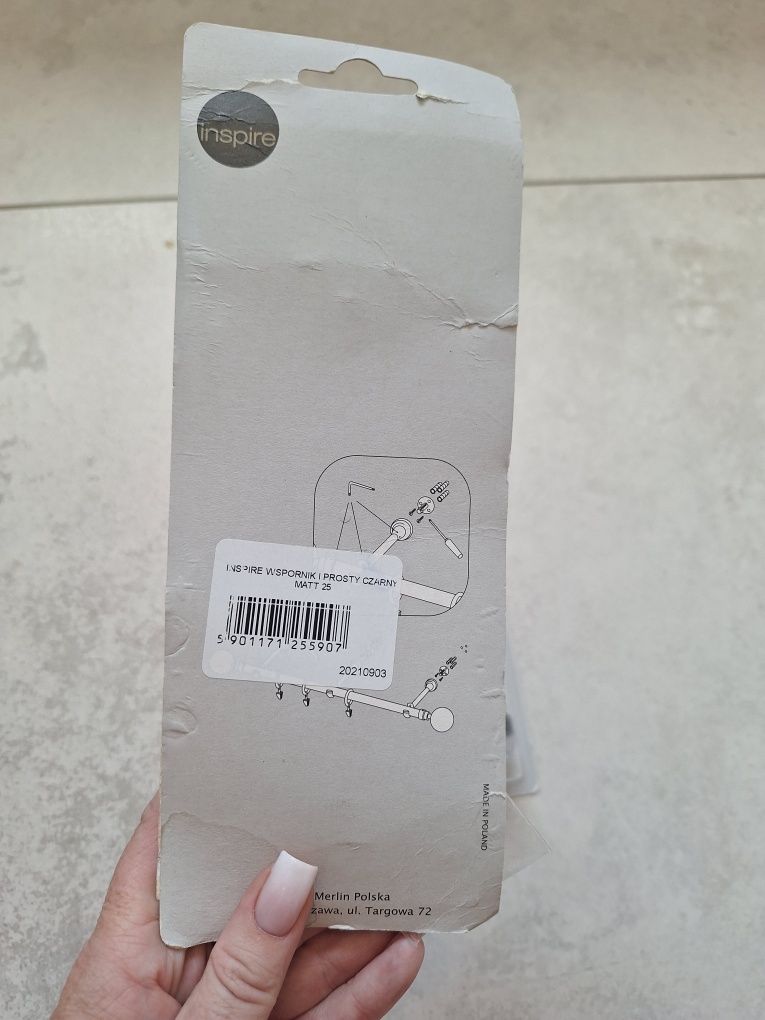 inspire
INSPIRE WSPORNIK I PROSTY CZARNY
MATT 25
5 901171 255907
20210903
MADE IN POLAND
Merlin Polska
zawa, ul. Targowa 72